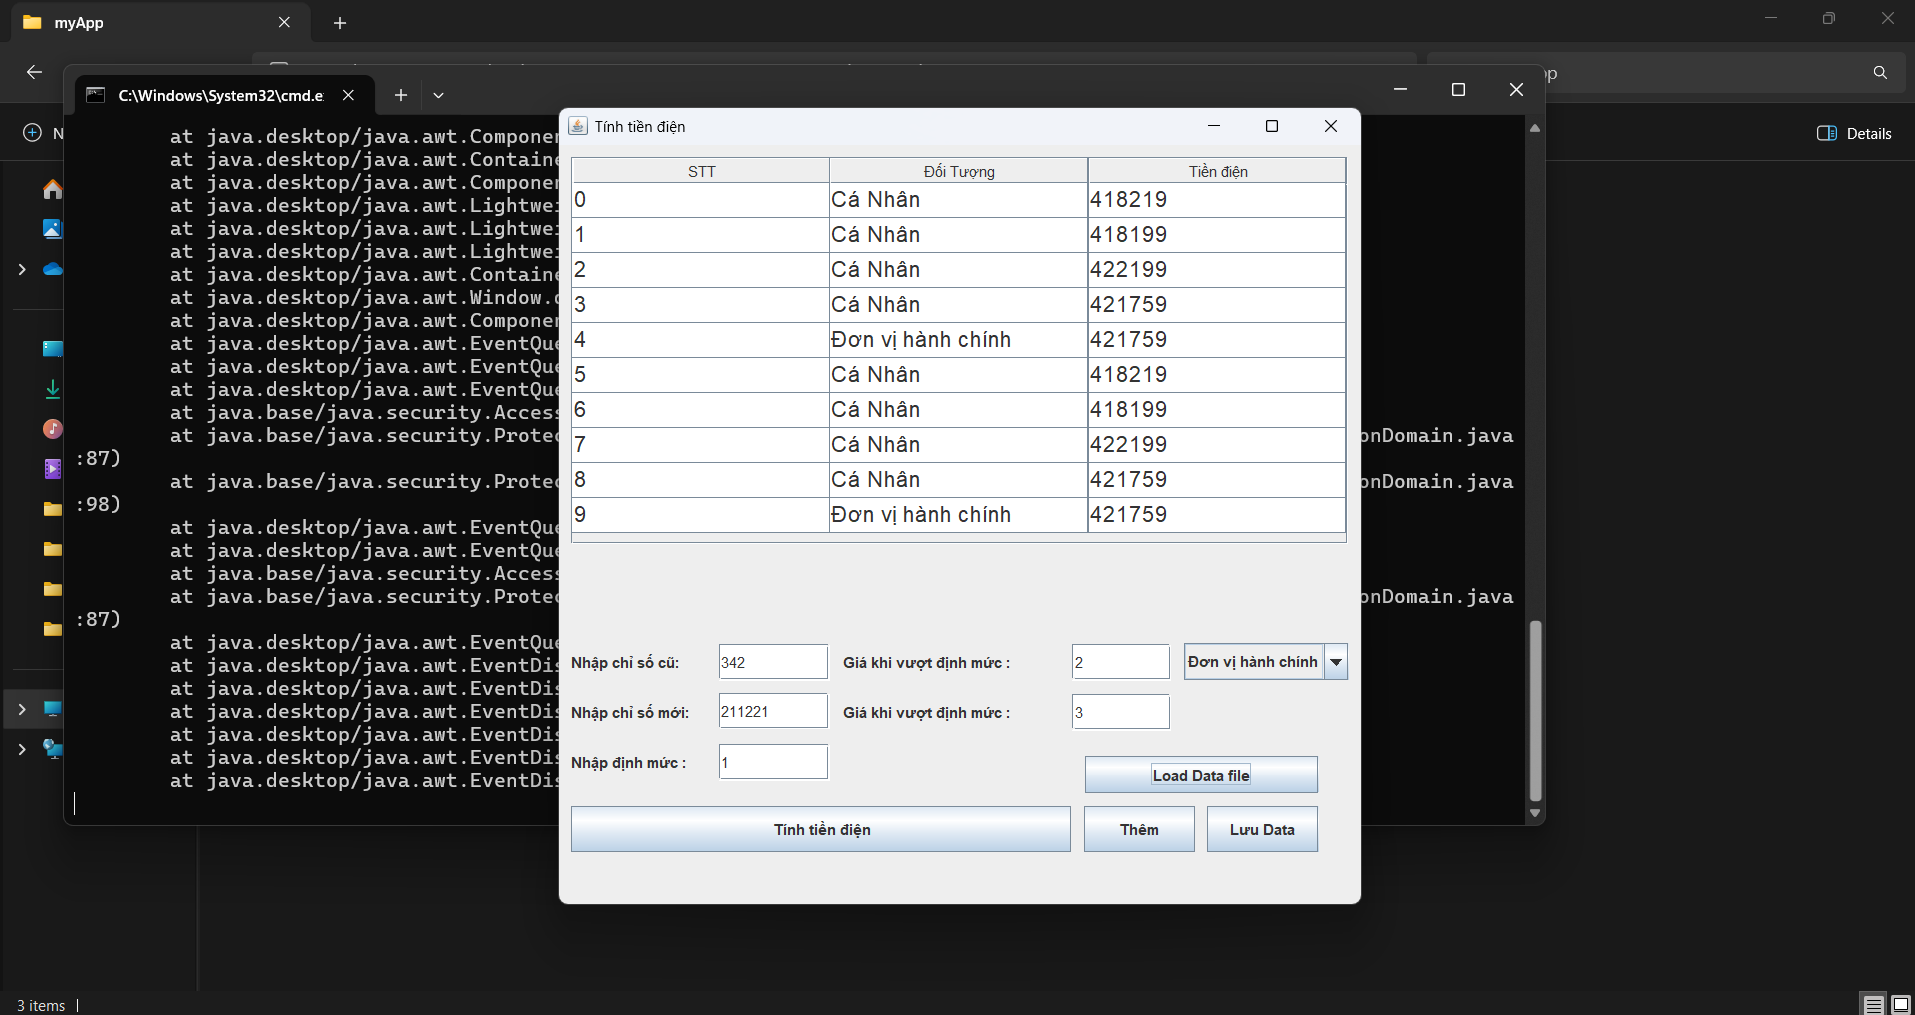 myApp
C:\Windows\System32\cmd.e
Details
Tính tiền điện
at java.desktop/java.awt.Componen
at java.desktop/java.awt.Containe
at java.desktop/java.awt.Componen
at java.desktop/java.awt.Lightwei
at java.desktop/java.awt.Lightwei
at java.desktop/java.awt.Lightwei
at java.desktop/java.awt.Containe
at java.desktop/java.awt.Window.
at java.desktop/java.awt.Componen
at java.desktop/java.awt.EventQue
at java.desktop/java.awt.EventQue
at java.desktop/java.awt.EventQue
at java.base/java.security.Access
at java.base/java.security.Protec onDomain.java
:87)
at java.base/java.security.Protec onDomain.java
:98)
at java.desktop/java.awt.EventQue
at java.desktop/java.awt.EventQue
at java.base/java.security.Access
at java.base/java.security.Protec onDomain.java
:87)
at java.desktop/java.awt.EventQue
at java.desktop/java.awt.EventDis
at java.desktop/java.awt.EventDis
at java.desktop/java.awt.EventDis
at java.desktop/java.awt.EventDis
at java.desktop/java.awt.EventDis
at java.desktop/java.awt.EventDis
STT Đối Tượng Tiền điện
0 Cá Nhân 418219
1 Cá Nhân 418199
2 Cá Nhân 422199
3 Cá Nhân 421759
4 Đơn vị hành chính 421759
5 Cá Nhân 418219
6 Cá Nhân 418199
7 Cá Nhân 422199
8 Cá Nhân 421759
9 Đơn vị hành chính 421759
Nhập chỉ số cũ: 342 Giá khi vượt định mức : 2 Đơn vị hành chính
Nhập chỉ số mới: 211221 Giá khi vượt định mức : 3
Nhập định mức : 1
Load Data file
Tính tiền điện Thêm Lưu Data
3 items